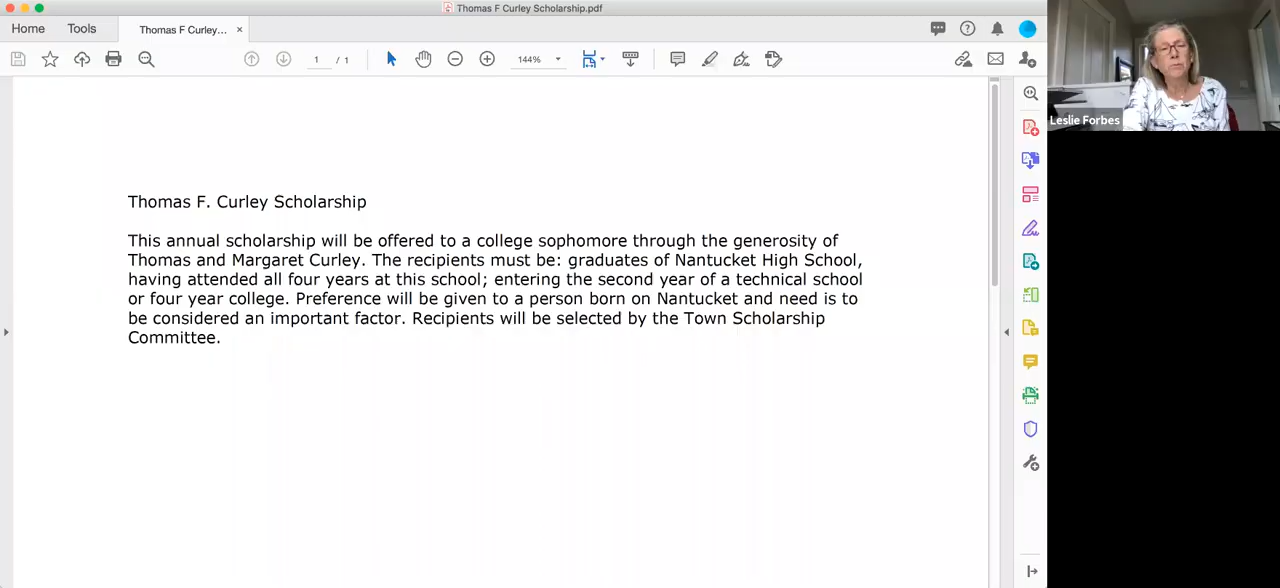 Thomas F Curley Scholarship.pdf
Home
Tools
Thomas F Curley...
×
1 / 1
144%
Leslie Forbes
Thomas F. Curley Scholarship
This annual scholarship will be offered to a college sophomore through the generosity of
Thomas and Margaret Curley. The recipients must be: graduates of Nantucket High School,
having attended all four years at this school; entering the second year of a technical school
or four year college. Preference will be given to a person born on Nantucket and need is to
be considered an important factor. Recipients will be selected by the Town Scholarship
Committee.